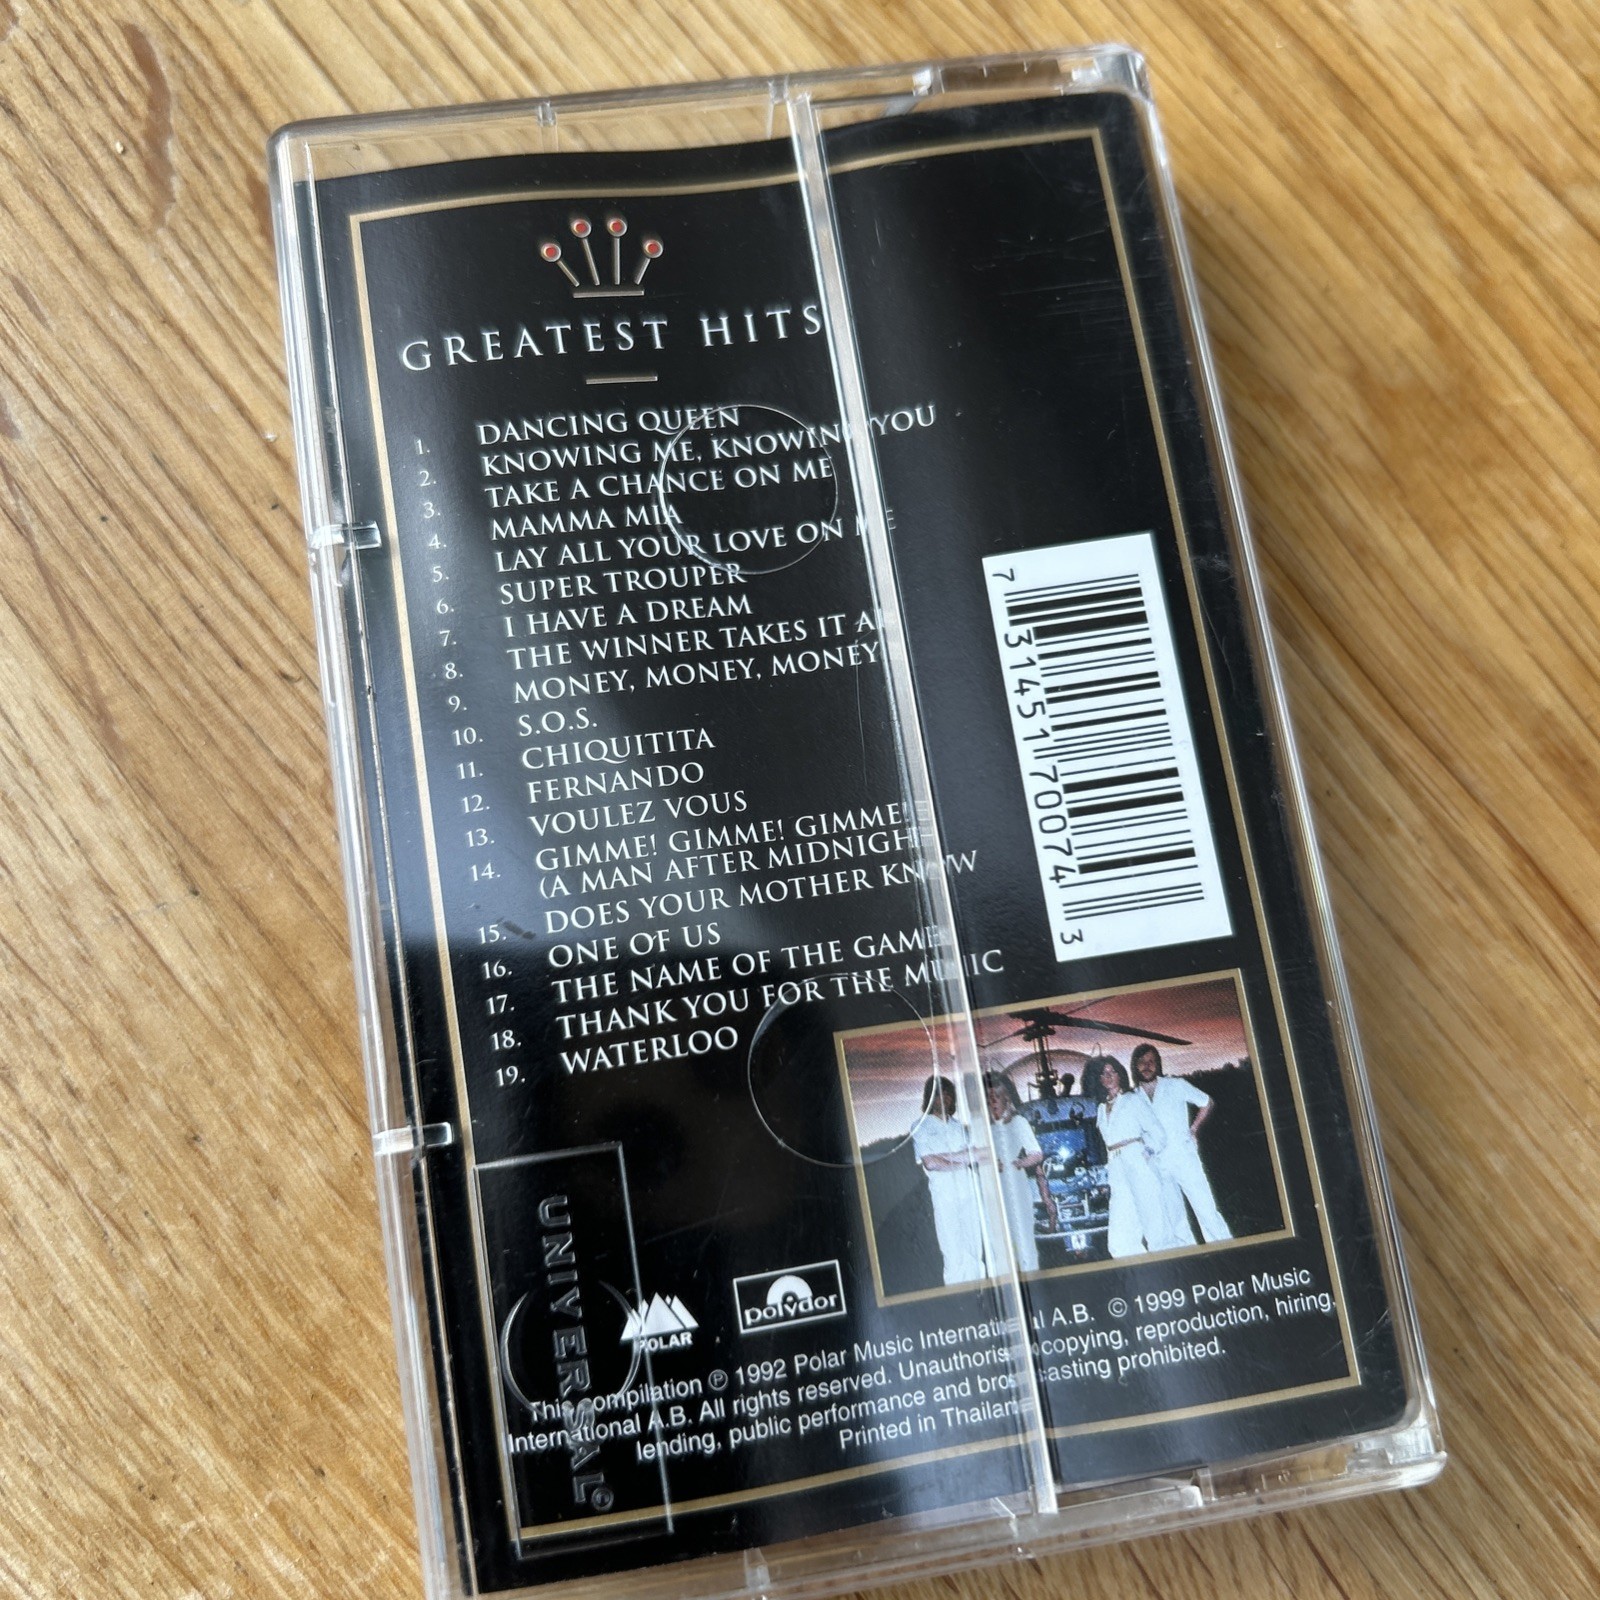 GREATEST HITS
1. DANCING QUEEN
2. KNOWING ME, KNOWING YOU
3. TAKE A CHANCE ON ME
4. MAMMA MIA
5. LAY ALL YOUR LOVE ON ME
6. SUPER TROUPER
7. I HAVE A DREAM
8. THE WINNER TAKES IT
9. MONEY, MONEY, MONEY
10. S.O.S.
11. CHIQUITITA
12. FERNANDO
13. VOULEZ VOUS
14. GIMME! GIMME! GIMME!
(A MAN AFTER MIDNIGHT
15. DOES YOUR MOTHER KNOW
16. ONE OF US
17. THE NAME OF THE GAME
18. THANK YOU FOR THE MUSIC
19. WATERLOO
7 31451 70074 3
UNIVERSAL
POLAR
polydor
This compilation ℗ 1992 Polar Music International A.B. © 1999 Polar Music
International A.B. All rights reserved. Unauthorised copying, reproduction, hiring,
lending, public performance and broadcasting prohibited.
Printed in Thailand